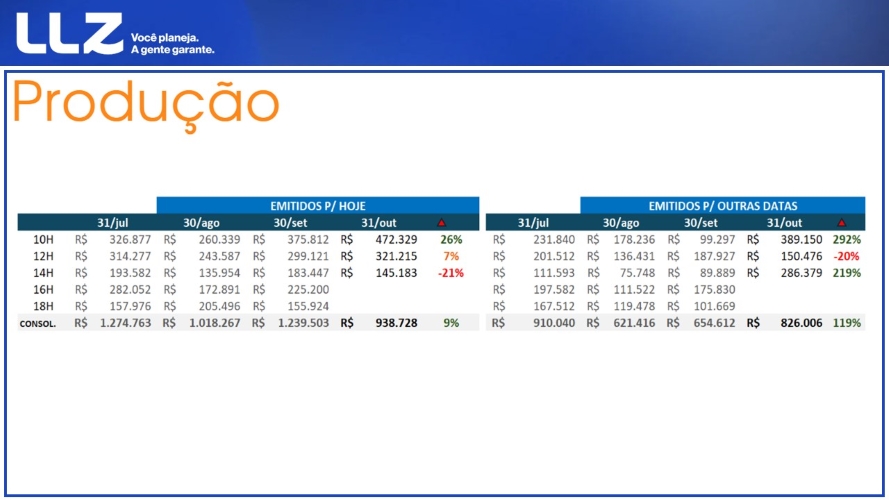 LLZ
Você planeja.
A gente garante.
Produção
EMITIDOS P/ HOJE EMITIDOS P/ OUTRAS DATAS
31/jul 30/ago 30/set 31/out 31/jul 30/ago 30/set 31/out
10H R$ 326.877 R$ 260.339 R$ 375.812 R$ 472.329 26% R$ 231.840 R$ 178.236 R$ 99.297 R$ 389.150 292%
12H R$ 314.277 R$ 243.587 R$ 299.121 R$ 321.215 7% R$ 201.512 R$ 136.431 R$ 187.927 R$ 150.476 -20%
14H R$ 193.582 R$ 135.954 R$ 183.447 R$ 145.183 -21% R$ 111.593 R$ 75.748 R$ 89.889 R$ 286.379 219%
16H R$ 282.052 R$ 172.891 R$ 225.200 R$ 197.582 R$ 111.522 R$ 175.830
18H R$ 157.976 R$ 205.496 R$ 155.924 R$ 167.512 R$ 119.478 R$ 101.669
CONSOL. R$ 1.274.763 R$ 1.018.267 R$ 1.239.503 R$ 938.728 9% R$ 910.040 R$ 621.416 R$ 654.612 R$ 826.006 119%